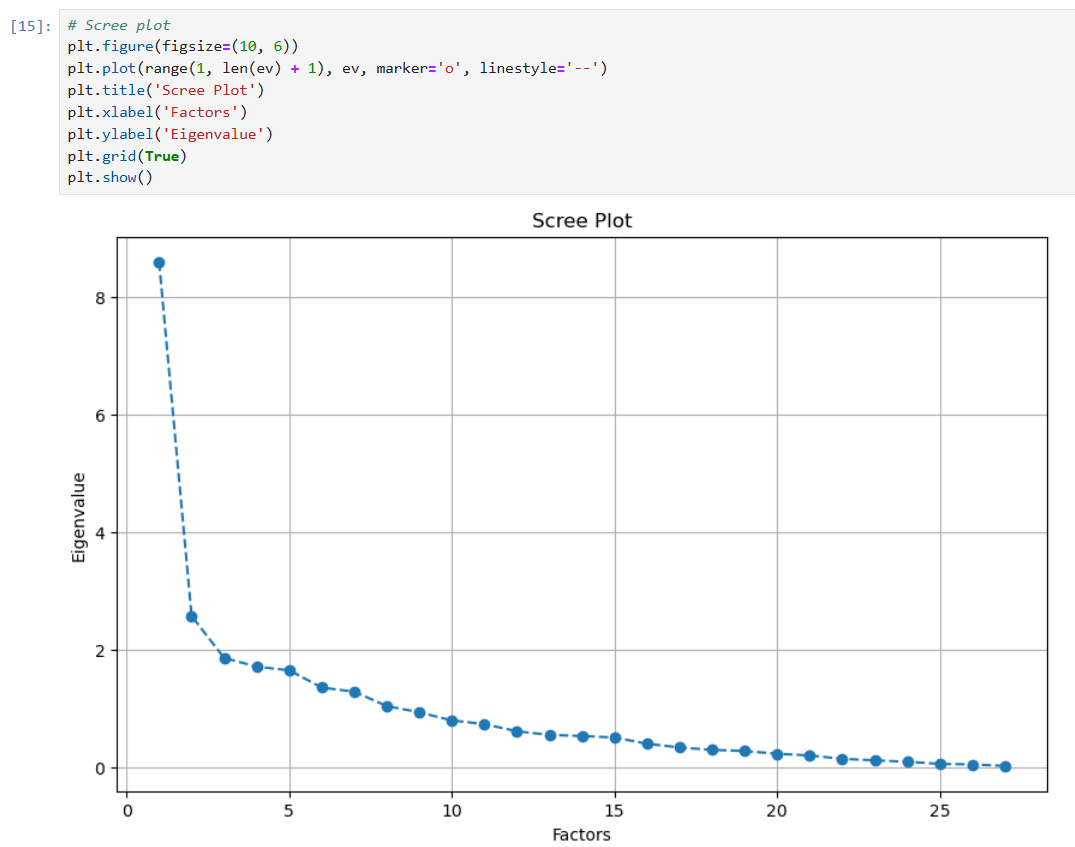 [15]: # Scree plot
plt.figure(figsize=(10, 6))
plt.plot(range(1, len(ev) + 1), ev, marker='o', linestyle='--')
plt.title('Scree Plot')
plt.xlabel('Factors')
plt.ylabel('Eigenvalue')
plt.grid(True)
plt.show()
Scree Plot
8
6
4
2
0
Eigenvalue
0 5 10 15 20 25
Factors